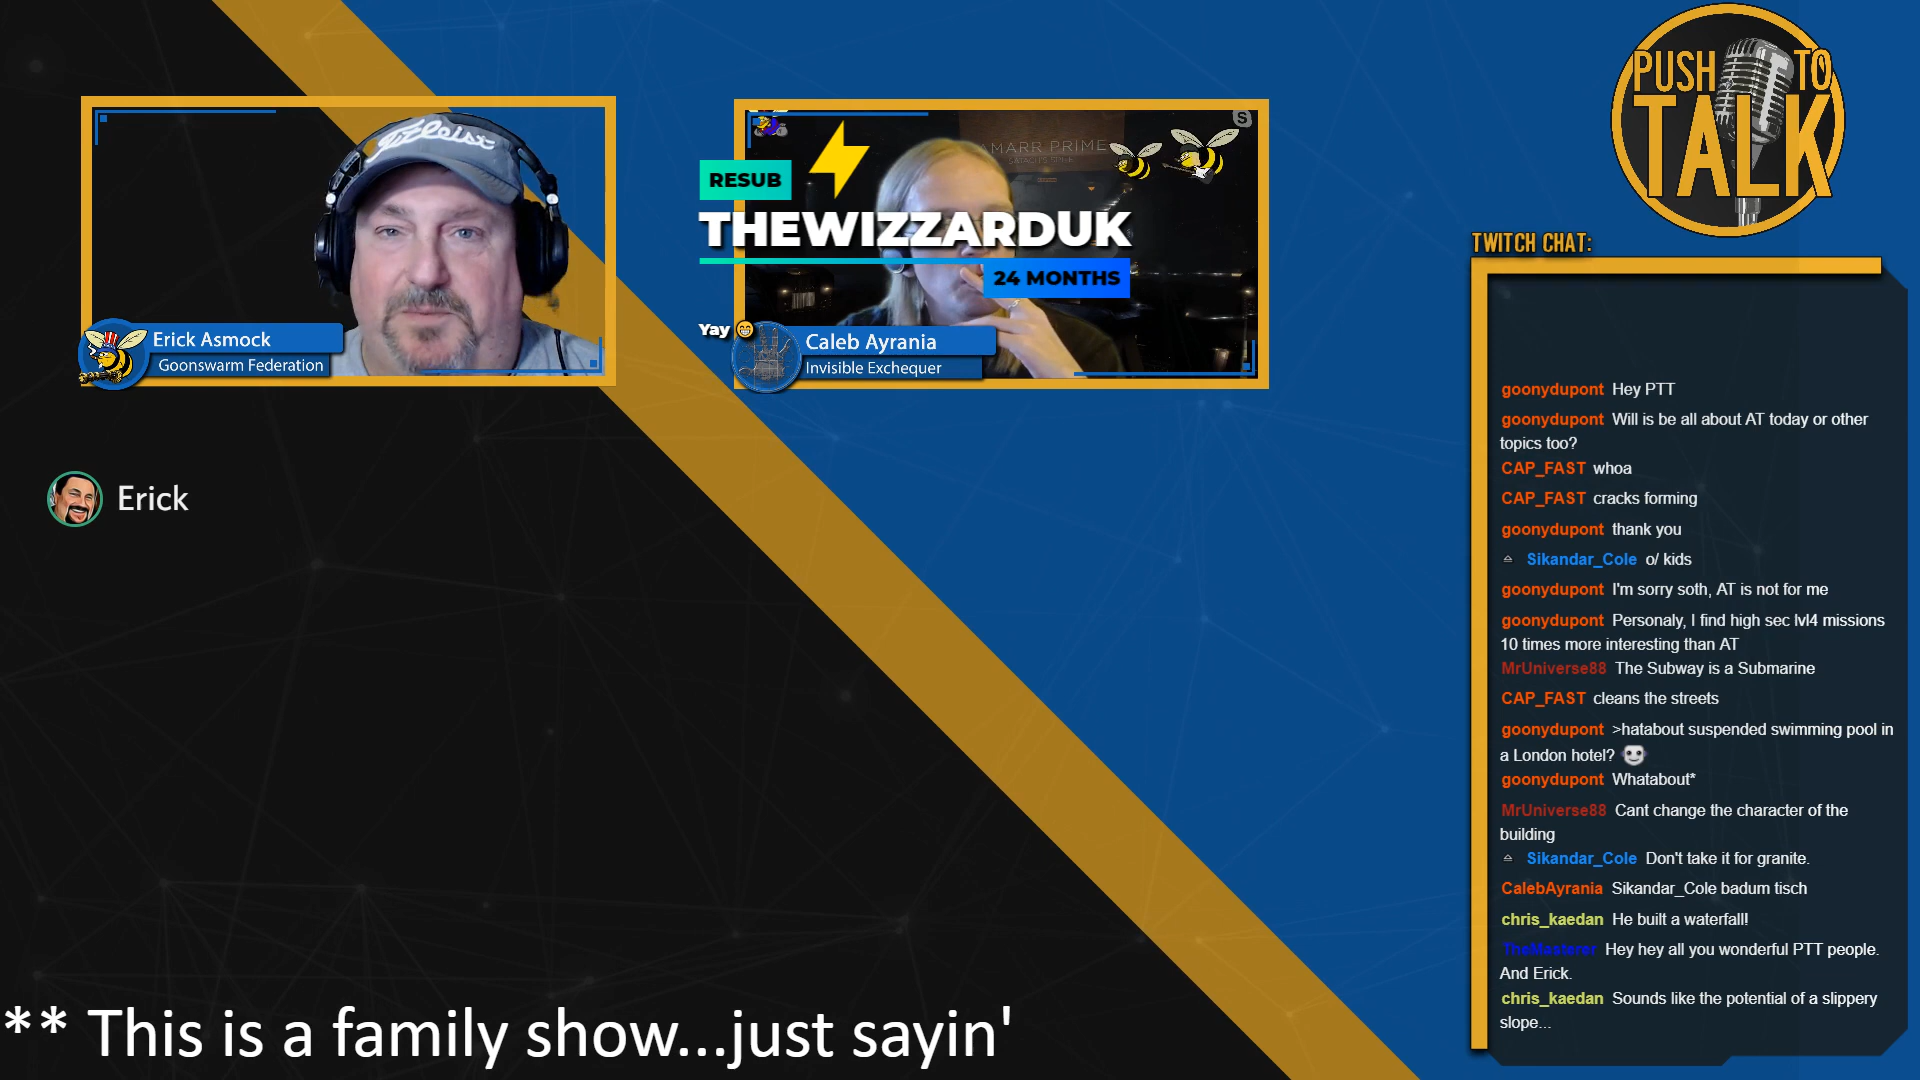 PUSH TO
TALK
Titleist
AMARR PRIME
S
RESUB
THEWIZZARDUK
24 MONTHS
Yay 😁
Erick Asmock
Goonswarm Federation
Caleb Ayrania
Invisible Exchequer
Erick
TWITCH CHAT:
goonydupont Hey PTT
goonydupont Will is be all about AT today or other
topics too?
CAP_FAST whoa
CAP_FAST cracks forming
goonydupont thank you
Sikandar_Cole o/ kids
goonydupont I'm sorry soth, AT is not for me
goonydupont Personaly, I find high sec lvl4 missions
10 times more interesting than AT
MrUniverse88 The Subway is a Submarine
CAP_FAST cleans the streets
goonydupont >hatabout suspended swimming pool in
a London hotel?
goonydupont Whatabout*
MrUniverse88 Cant change the character of the
building
Sikandar_Cole Don't take it for granite.
CalebAyrania Sikandar_Cole badum tisch
chris_kaedan He built a waterfall!
TheMasterer Hey hey all you wonderful PTT people.
And Erick.
chris_kaedan Sounds like the potential of a slippery
slope...
** This is a family show...just sayin'